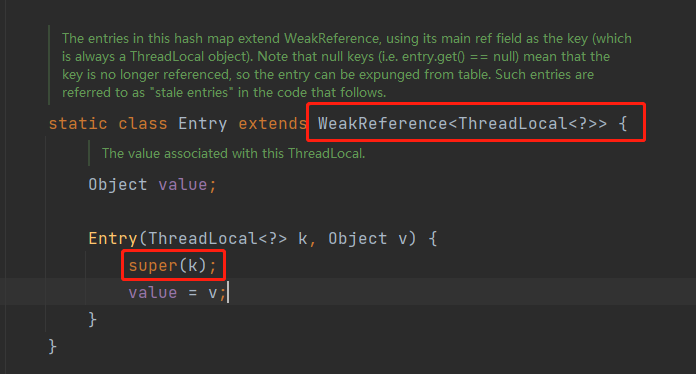 The entries in this hash map extend WeakReference, using its main ref field as the key (which
is always a ThreadLocal object). Note that null keys (i.e. entry.get() == null) mean that the
key is no longer referenced, so the entry can be expunged from table. Such entries are
referred to as "stale entries" in the code that follows.
static class Entry extends WeakReference<ThreadLocal<?>> {
The value associated with this ThreadLocal.
Object value;
Entry(ThreadLocal<?> k, Object v) {
super(k);
value = v;
}
}